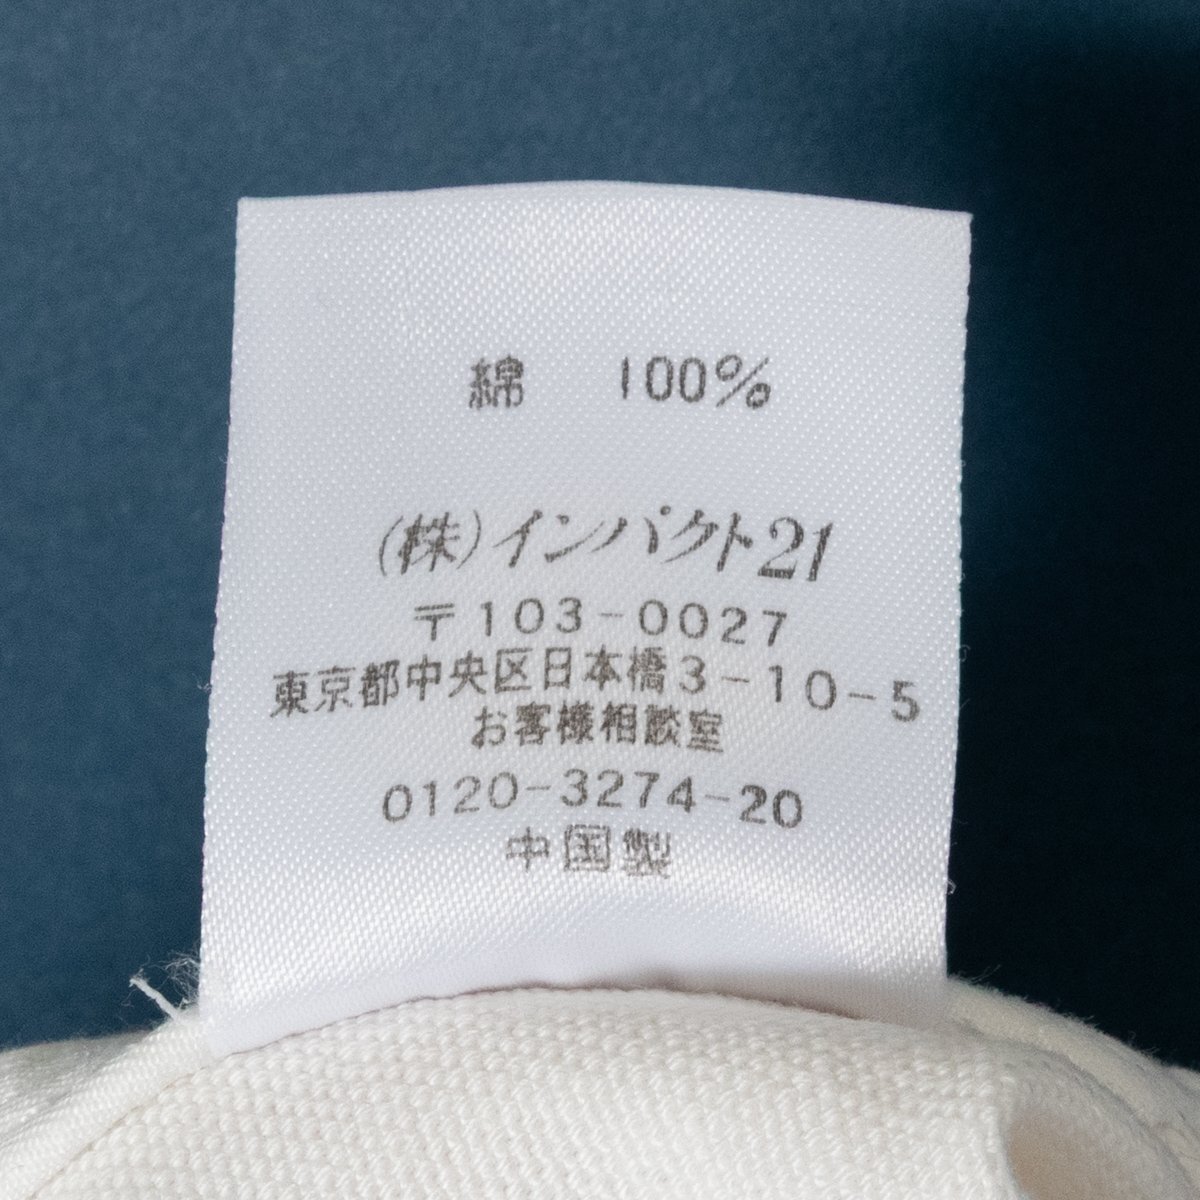 綿 100%
(株)インパクト21
〒103-0027
東京都中央区日本橋3-10-5
お客様相談室
0120-3274-20
中国製